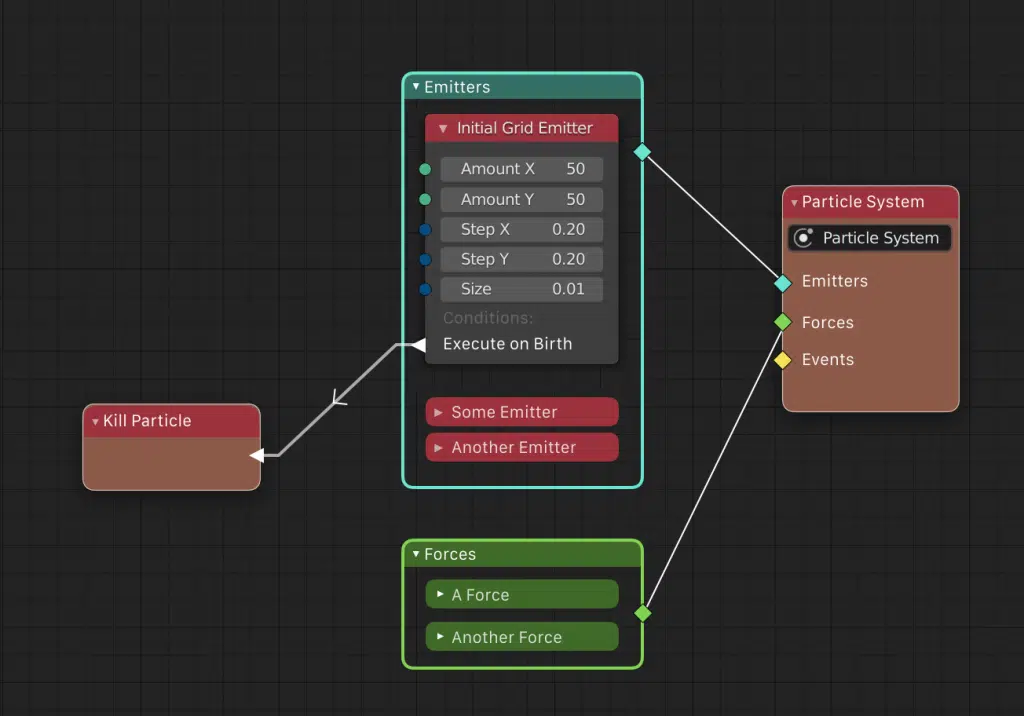 Emitters
Initial Grid Emitter
Amount X 50
Amount Y 50
Step X 0.20
Step Y 0.20
Size 0.01
Conditions:
Execute on Birth
Some Emitter
Another Emitter
Kill Particle
Forces
A Force
Another Force
Particle System
Particle System
Emitters
Forces
Events